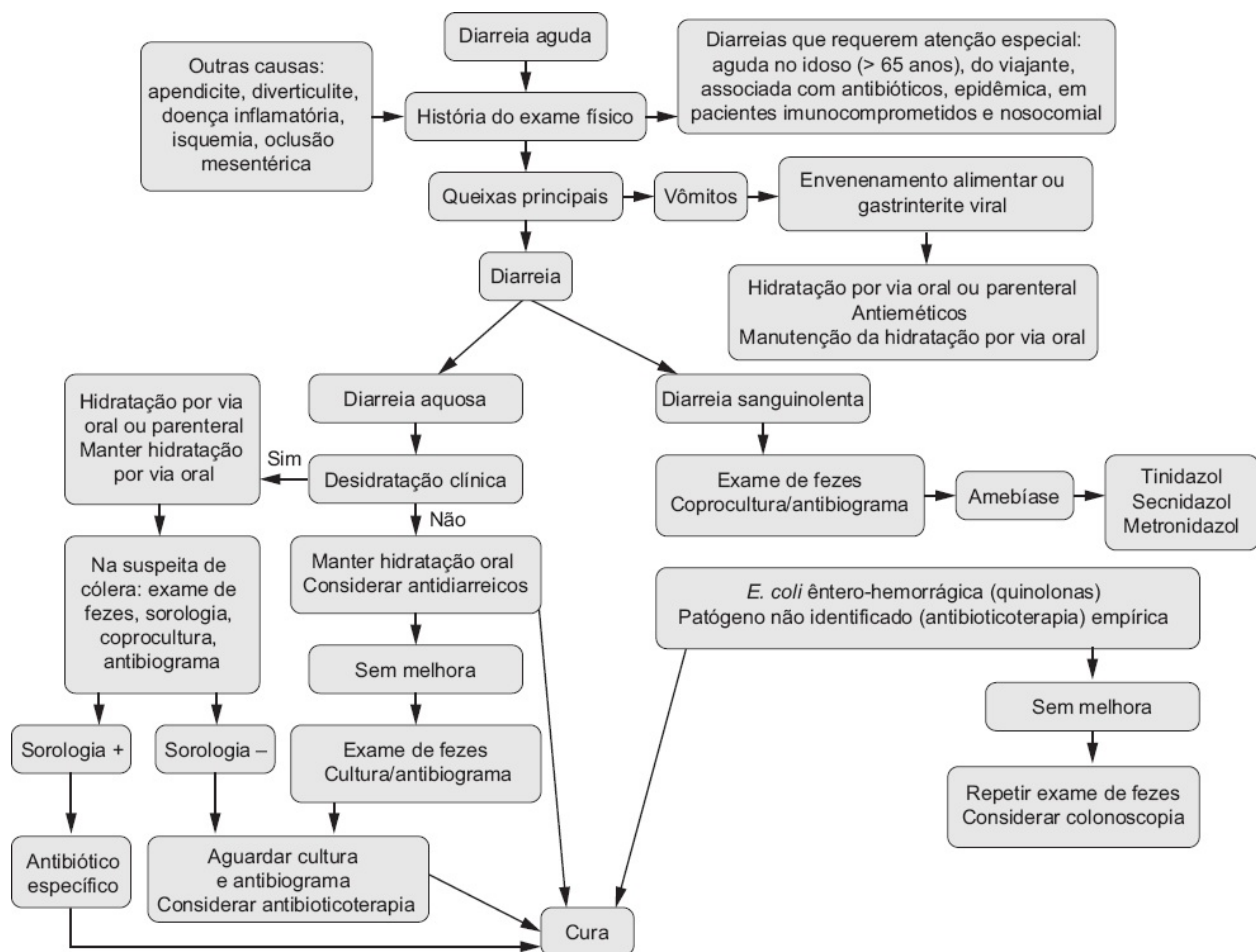 Diarreia aguda
Outras causas:
apendicite, diverticulite,
doença inflamatória,
isquemia, oclusão
mesentérica
História do exame físico
Diarreias que requerem atenção especial:
aguda no idoso (> 65 anos), do viajante,
associada com antibióticos, epidêmica, em
pacientes imunocomprometidos e nosocomial
Queixas principais
Vômitos
Envenenamento alimentar ou
gastrinterite viral
Diarreia
Hidratação por via oral ou parenteral
Antieméticos
Manutenção da hidratação por via oral
Hidratação por via
oral ou parenteral
Manter hidratação
por via oral
Sim
Diarreia aquosa
Desidratação clínica
Não
Diarreia sanguinolenta
Exame de fezes
Coprocultura/antibiograma
Amebíase
Tinidazol
Secnidazol
Metronidazol
Na suspeita de
cólera: exame de
fezes, sorologia,
coprocultura,
antibiograma
Manter hidratação oral
Considerar antidiarreicos
E. coli êntero-hemorrágica (quinolonas)
Patógeno não identificado (antibioticoterapia) empírica
Sem melhora
Sem melhora
Sorologia +
Sorologia –
Exame de fezes
Cultura/antibiograma
Repetir exame de fezes
Considerar colonoscopia
Antibiótico
específico
Aguardar cultura
e antibiograma
Considerar antibioticoterapia
Cura